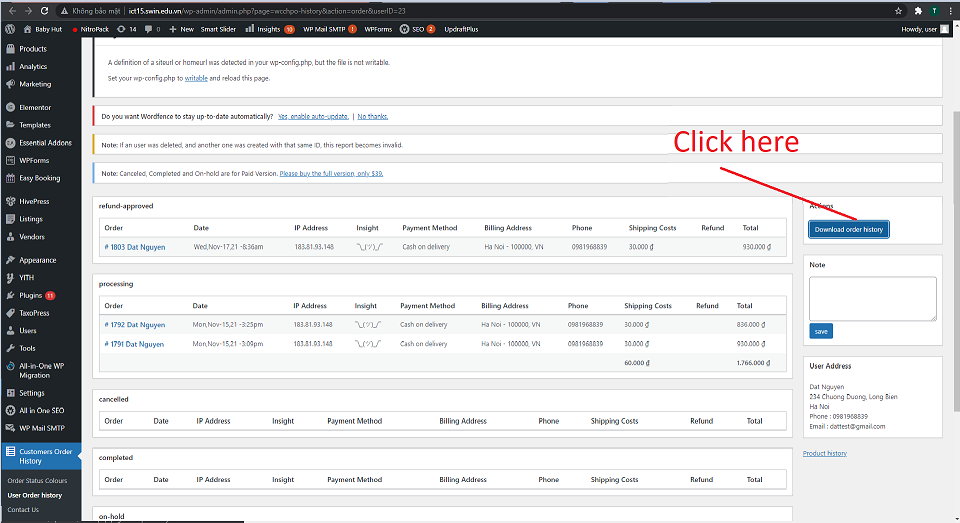 Không bảo mật | ict15.swin.edu.vn/wp-admin/admin.php?page=wcchpo-history&action=order&userID=23
Baby Hut NitroPack 14 0 New Smart Slider Insights 10 WP Mail SMTP ! WPForms SEO 2 UpdraftPlus Howdy, user
Products
Analytics
Marketing
Elementor
Templates
Essential Addons
WPForms
Easy Booking
HivePress
Listings
Vendors
Appearance
YITH
Plugins 11
TaxoPress
Users
Tools
All-in-One WP
Migration
Settings
All in One SEO
WP Mail SMTP
Customers Order
History
Order Status Colours
User Order history
Contact Us
A definition of a siteurl or homeurl was detected in your wp-config.php, but the file is not writable.
Set your wp-config.php to writable and reload this page.
Do you want Wordfence to stay up-to-date automatically? Yes, enable auto-update. | No thanks.
Note: If an user was deleted, and another one was created with that same ID, this report becomes invalid.
Note: Canceled, Completed and On-hold are for Paid Version. Please buy the full version, only $39.
Click here
refund-approved
Order Date IP Address Insight Payment Method Billing Address Phone Shipping Costs Refund Total
# 1803 Dat Nguyen Wed,Nov-17,21 -8:36am 183.81.93.148 ¯\_(ツ)_/¯ Cash on delivery Ha Noi - 100000, VN 0981968839 30.000 ₫ 930.000 ₫
processing
Order Date IP Address Insight Payment Method Billing Address Phone Shipping Costs Refund Total
# 1792 Dat Nguyen Mon,Nov-15,21 -3:25pm 183.81.93.148 ¯\_(ツ)_/¯ Cash on delivery Ha Noi - 100000, VN 0981968839 30.000 ₫ 836.000 ₫
# 1791 Dat Nguyen Mon,Nov-15,21 -3:09pm 183.81.93.148 ¯\_(ツ)_/¯ Cash on delivery Ha Noi - 100000, VN 0981968839 30.000 ₫ 930.000 ₫
60.000 ₫ 1.766.000 ₫
cancelled
Order Date IP Address Insight Payment Method Billing Address Phone Shipping Costs Refund Total
completed
Order Date IP Address Insight Payment Method Billing Address Phone Shipping Costs Refund Total
on-hold
Actions
Download order history
Note
save
User Address
Dat Nguyen
234 Chuong Duong, Long Bien
Ha Noi
Phone : 0981968839
Email : dattest@gmail.com
Product history